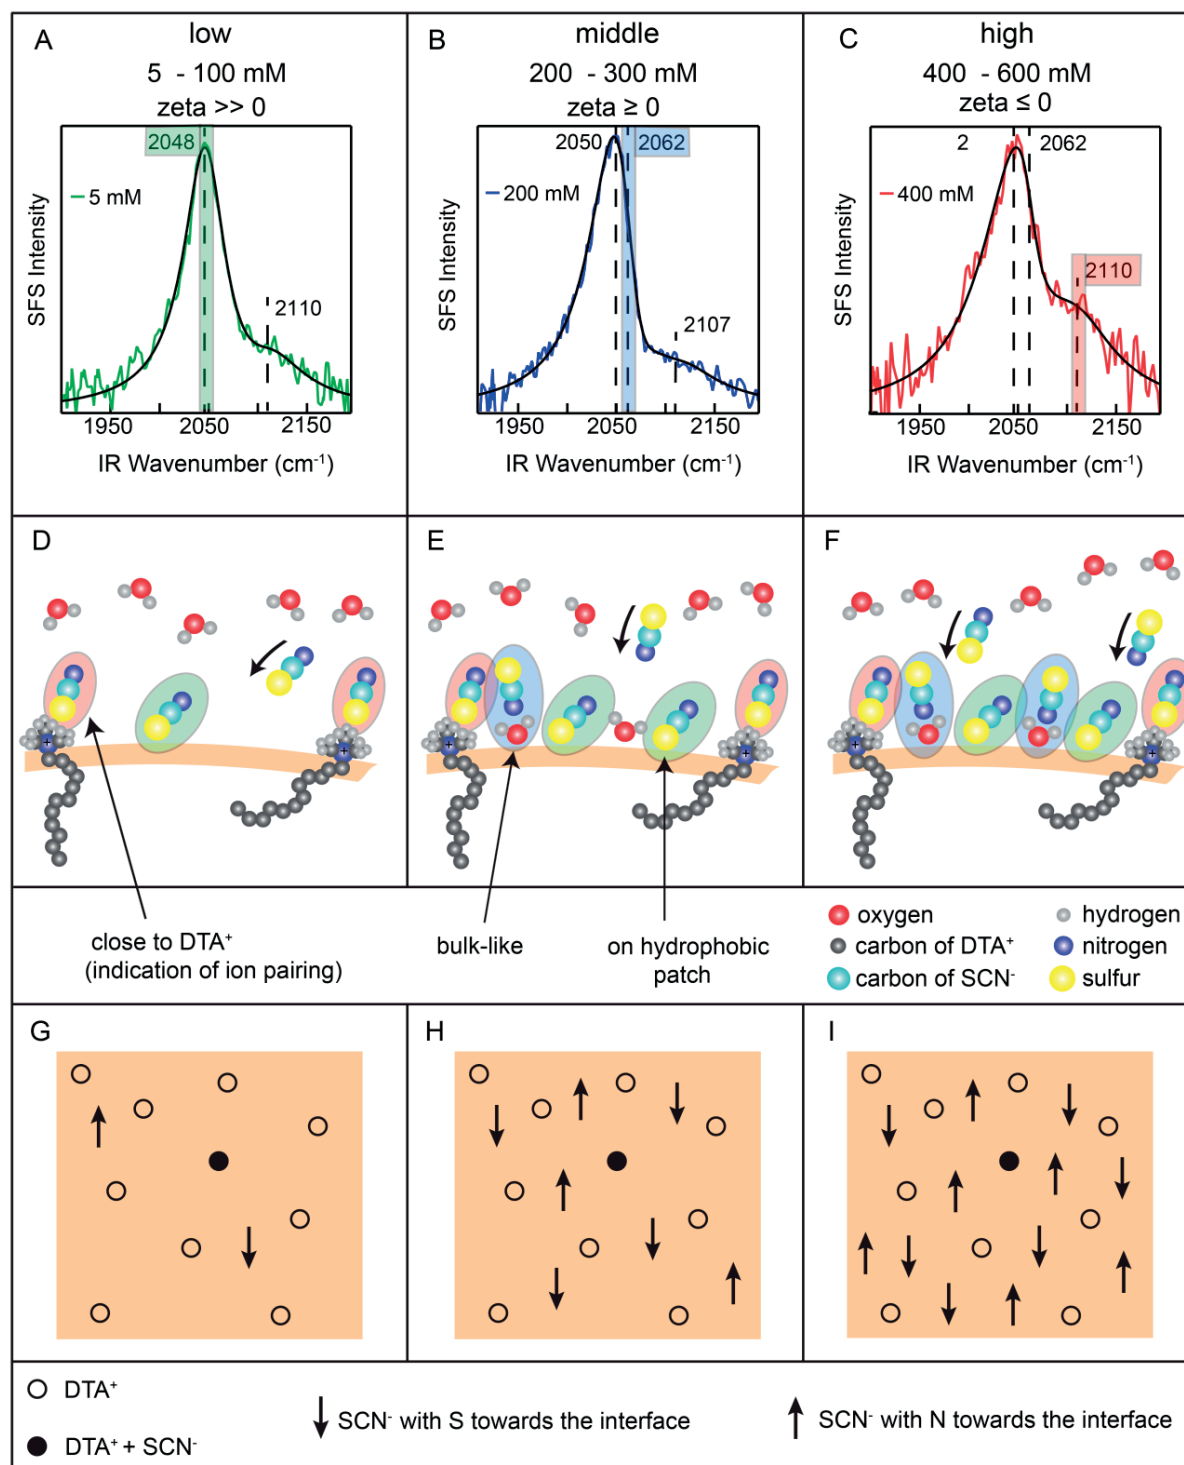 A
low
5 - 100 mM
zeta >> 0
2048
5 mM
2110
SFS Intensity
1950
2050
2150
IR Wavenumber (cm⁻¹)
B
middle
200 - 300 mM
zeta ≥ 0
2050
2062
200 mM
2107
SFS Intensity
1950
2050
2150
IR Wavenumber (cm⁻¹)
C
high
400 - 600 mM
zeta ≤ 0
2
2062
400 mM
2110
SFS Intensity
1950
2050
2150
IR Wavenumber (cm⁻¹)
D
+
+
E
+
+
F
+
+
close to DTA⁺
(indication of ion pairing)
bulk-like
on hydrophobic
patch
oxygen
hydrogen
carbon of DTA⁺
nitrogen
carbon of SCN⁻
sulfur
G
H
I
DTA⁺
DTA⁺ + SCN⁻
SCN⁻ with S towards the interface
SCN⁻ with N towards the interface